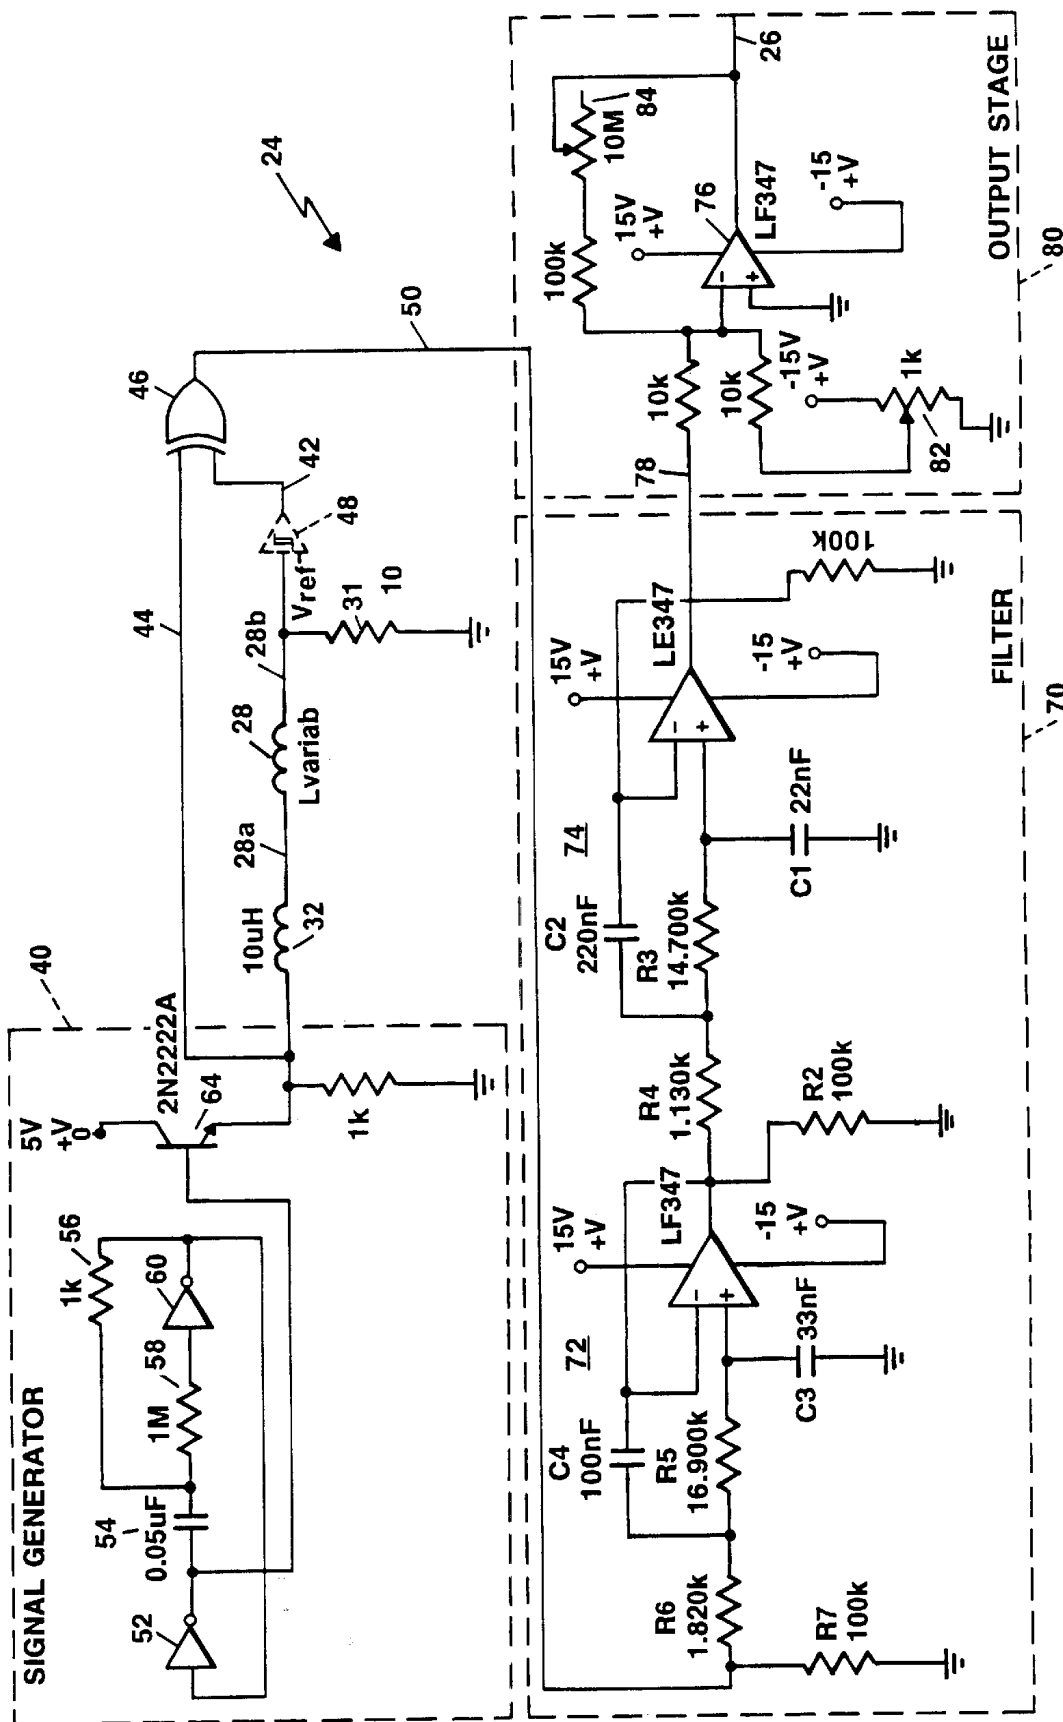 24
SIGNAL GENERATOR
40
52
54
0.05uF
1M
58
60
1k
56
5V
+V
0
2N2222A
64
1k
44
10uH
32
28a
28
Lvariab
28b
Vref
31
10
48
42
46
50
FILTER
70
R7
100k
R6
1.820k
C4
100nF
R5
16.900k
C3
33nF
72
-
+
15V
+V
LF347
-15
+V
R2
100k
R4
1.130k
C2
220nF
R3
14.700k
74
C1
22nF
-
+
15V
+V
LE347
-15
+V
100k
78
OUTPUT STAGE
80
10k
10k
-15V
+V
1k
82
100k
10M
84
15V
+V
76
-
+
LF347
-15
+V
26